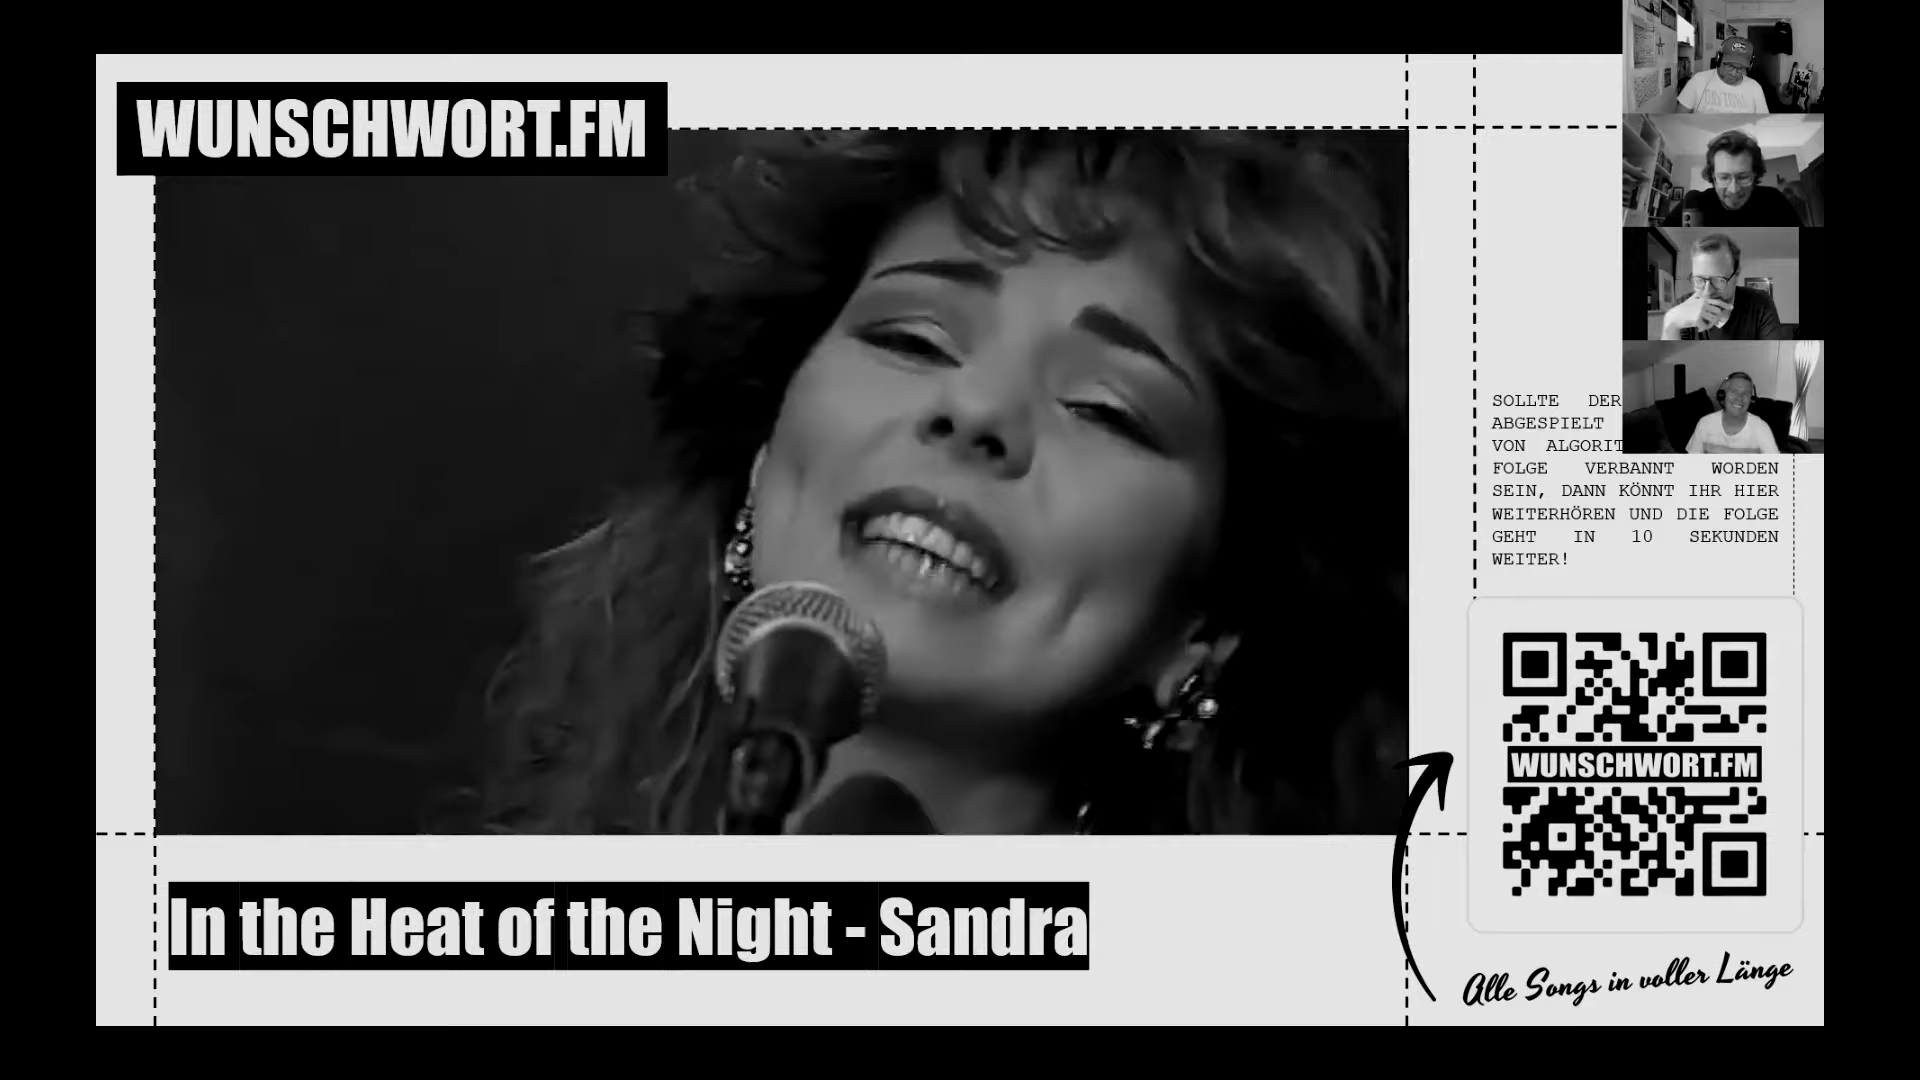 WUNSCHWORT.FM
SOLLTE DER
ABGESPIELT
VON ALGORIT
FOLGE VERBANNT WORDEN
SEIN, DANN KÖNNT IHR HIER
WEITERHÖREN UND DIE FOLGE
GEHT IN 10 SEKUNDEN
WEITER!
WUNSCHWORT.FM
In the Heat of the Night - Sandra
Alle Songs in voller Länge